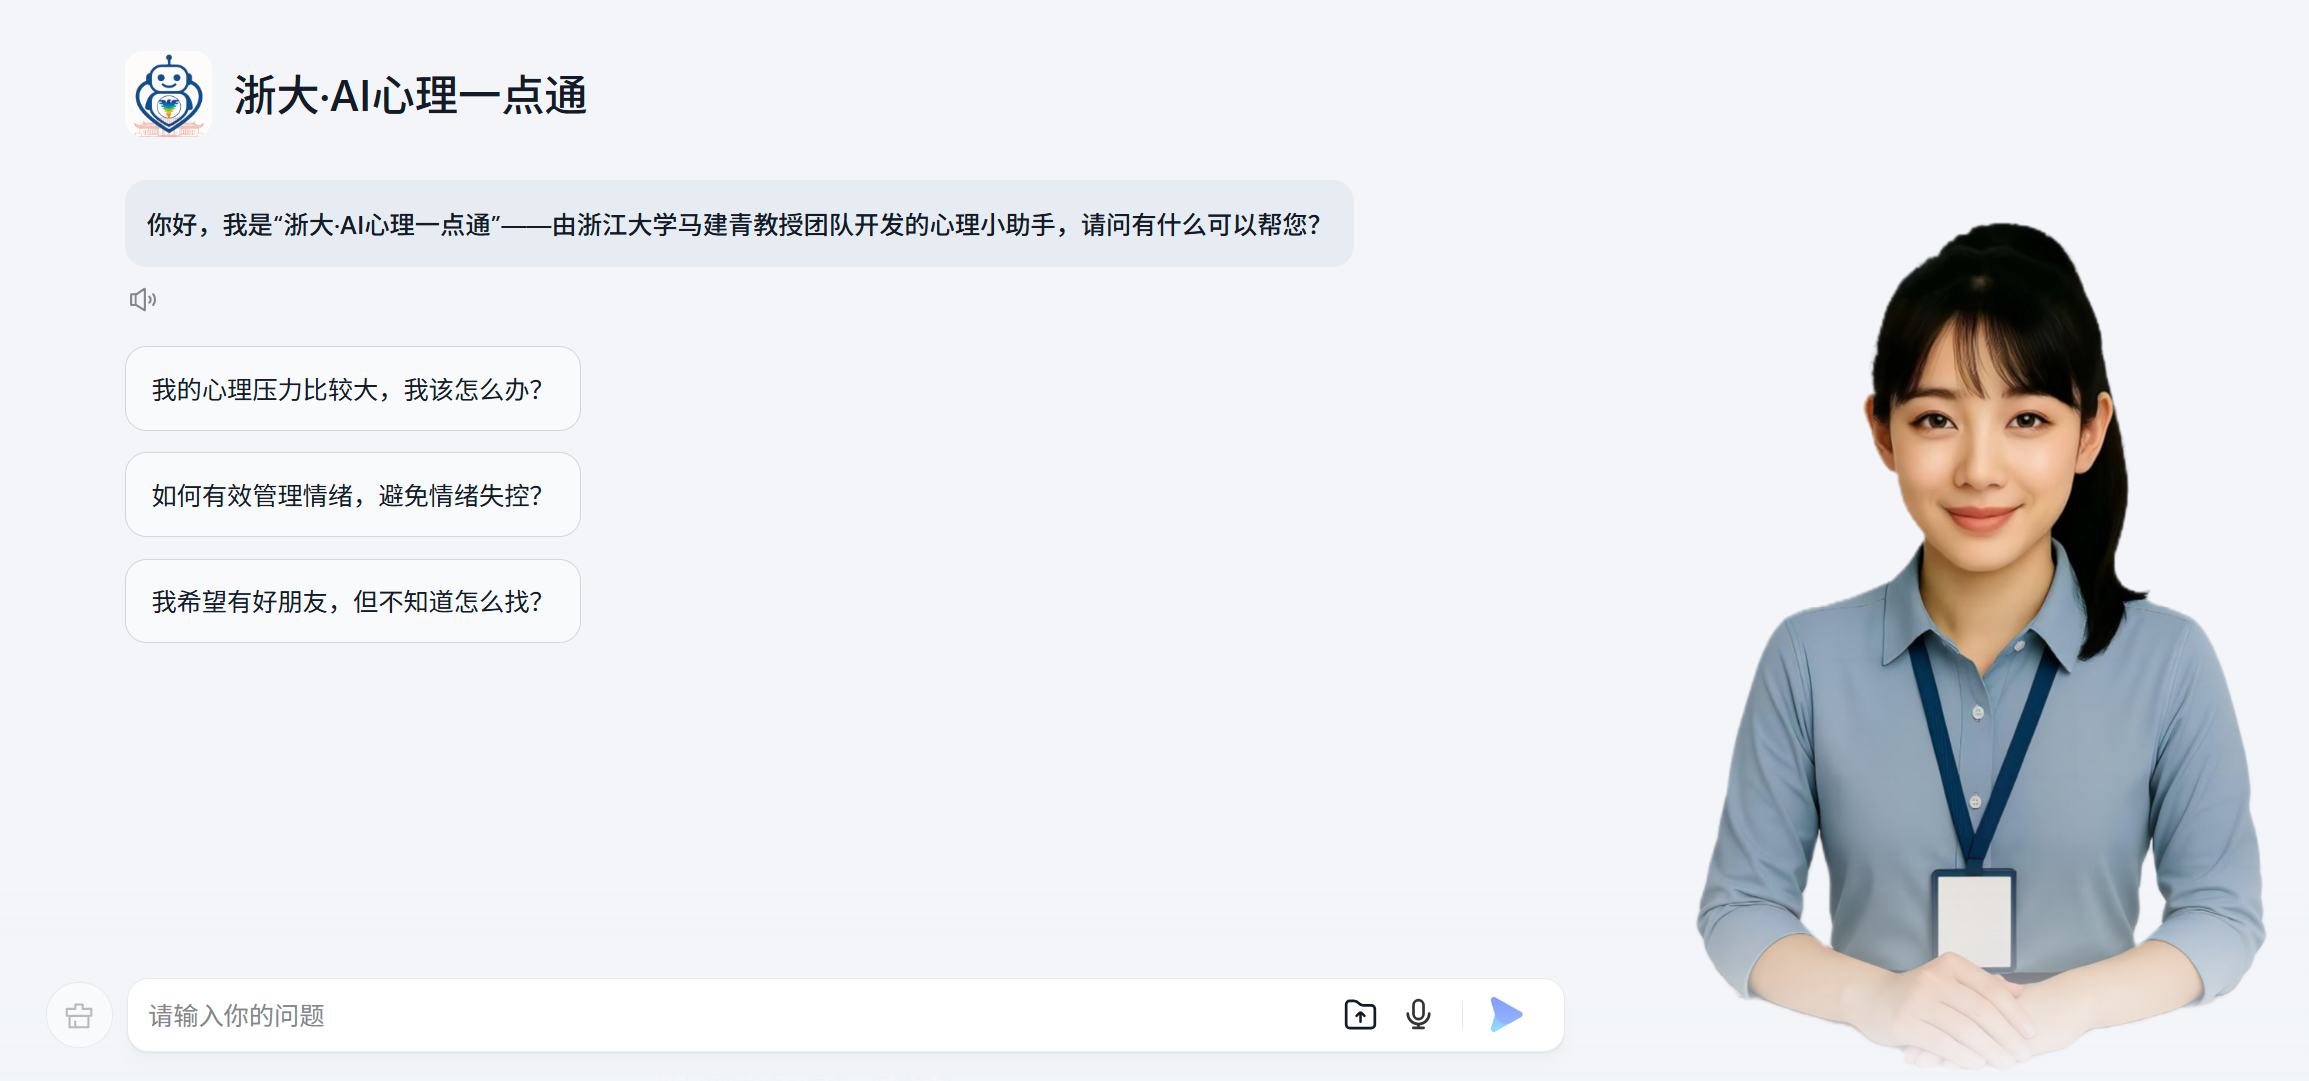 浙大·AI心理一点通
你好，我是“浙大·AI心理一点通”——由浙江大学马建青教授团队开发的心理小助手，请问有什么可以帮您？
我的心理压力比较大，我该怎么办？
如何有效管理情绪，避免情绪失控？
我希望有好朋友，但不知道怎么找？
请输入你的问题